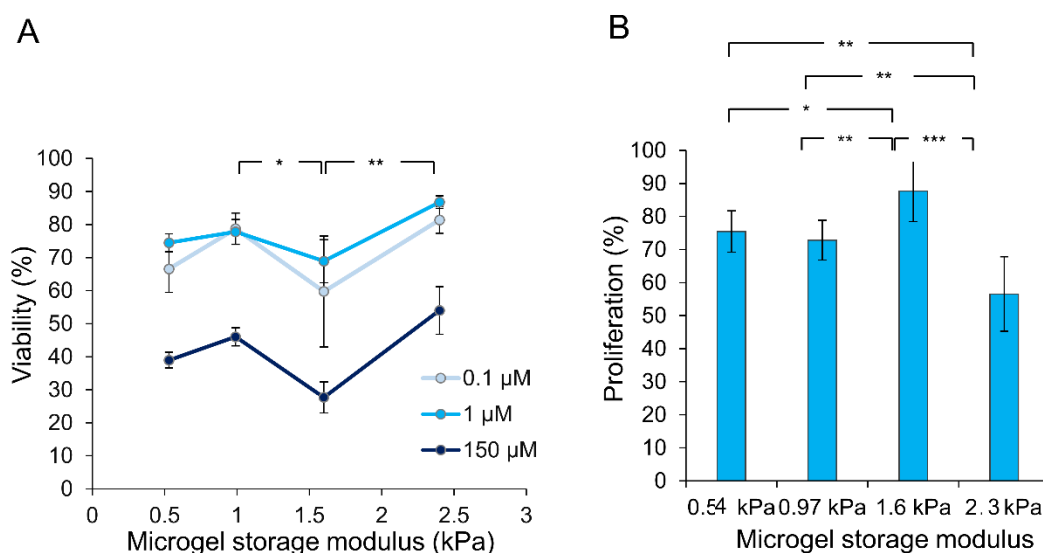 A
*
**
100
90
80
70
60
50
40
30
20
10
0
Viability (%)
0.1 µM
1 µM
150 µM
0 0.5 1 1.5 2 2.5 3
Microgel storage modulus (kPa)
B
**
**
*
** ***
100
90
80
70
60
50
40
30
20
10
0
Proliferation (%)
0.54 kPa 0.97 kPa 1.6 kPa 2.3 kPa
Microgel storage modulus